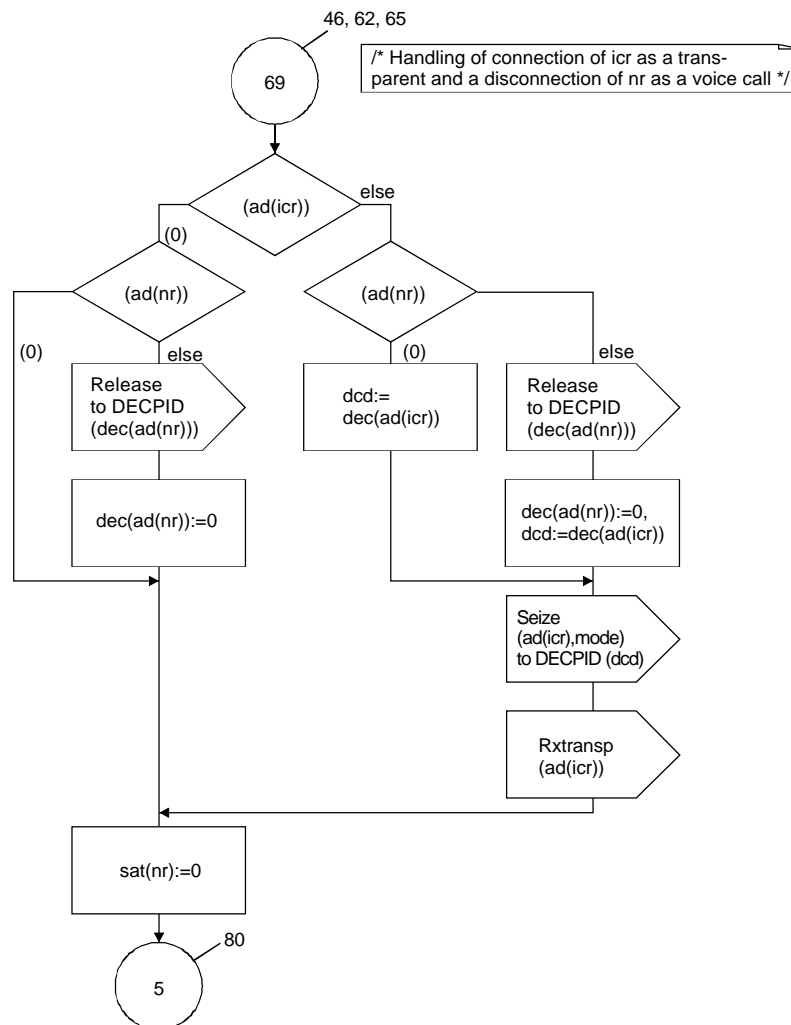 46, 62, 65
69
/* Handling of connection of icr as a trans-
parent and a disconnection of nr as a voice call */
(ad(icr))
else
(0)
(ad(nr))
(ad(nr))
(0)
else
(0)
else
Release
to DECPID
(dec(ad(nr)))
dcd:=
dec(ad(icr))
Release
to DECPID
(dec(ad(nr)))
dec(ad(nr)):=0
dec(ad(nr)):=0,
dcd:=dec(ad(icr))
Seize
(ad(icr),mode)
to DECPID (dcd)
Rxtransp
(ad(icr))
sat(nr):=0
80
5